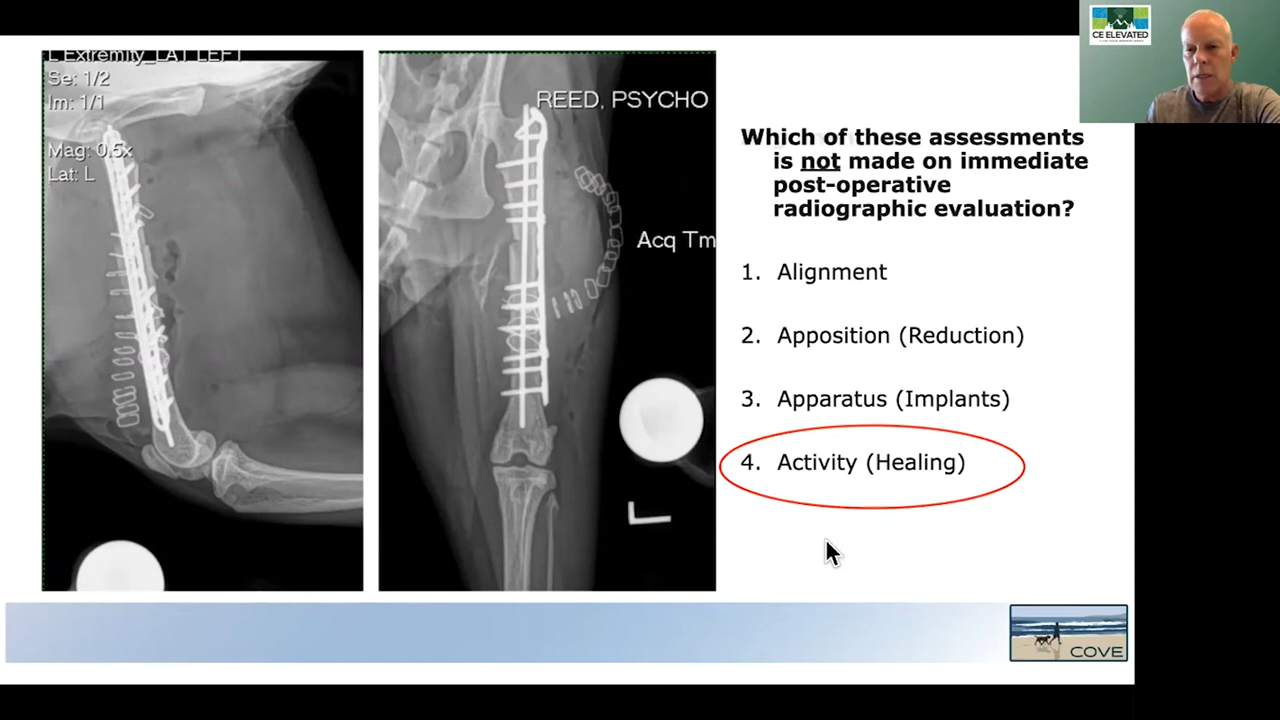 L Extremity_LAT LEFT
Se: 1/2
Im: 1/1
Mag: 0.5x
Lat: L
REED, PSYCHO
Acq Tm
L
CE ELEVATED
Which of these assessments
is not made on immediate
post-operative
radiographic evaluation?
1. Alignment
2. Apposition (Reduction)
3. Apparatus (Implants)
4. Activity (Healing)
COVE